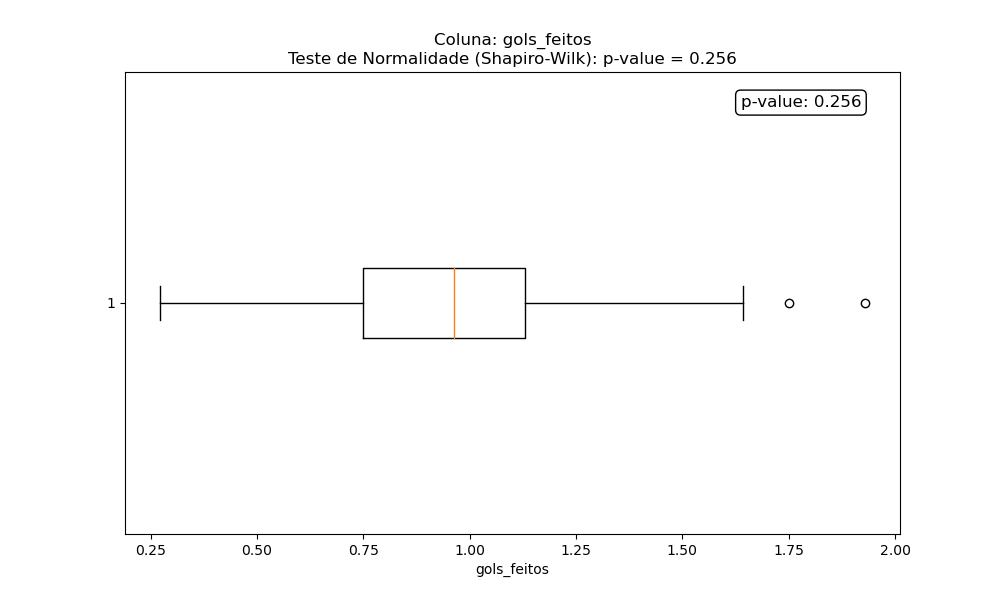 Coluna: gols_feitos
Teste de Normalidade (Shapiro-Wilk): p-value = 0.256
p-value: 0.256
1
0.25 0.50 0.75 1.00 1.25 1.50 1.75 2.00
gols_feitos